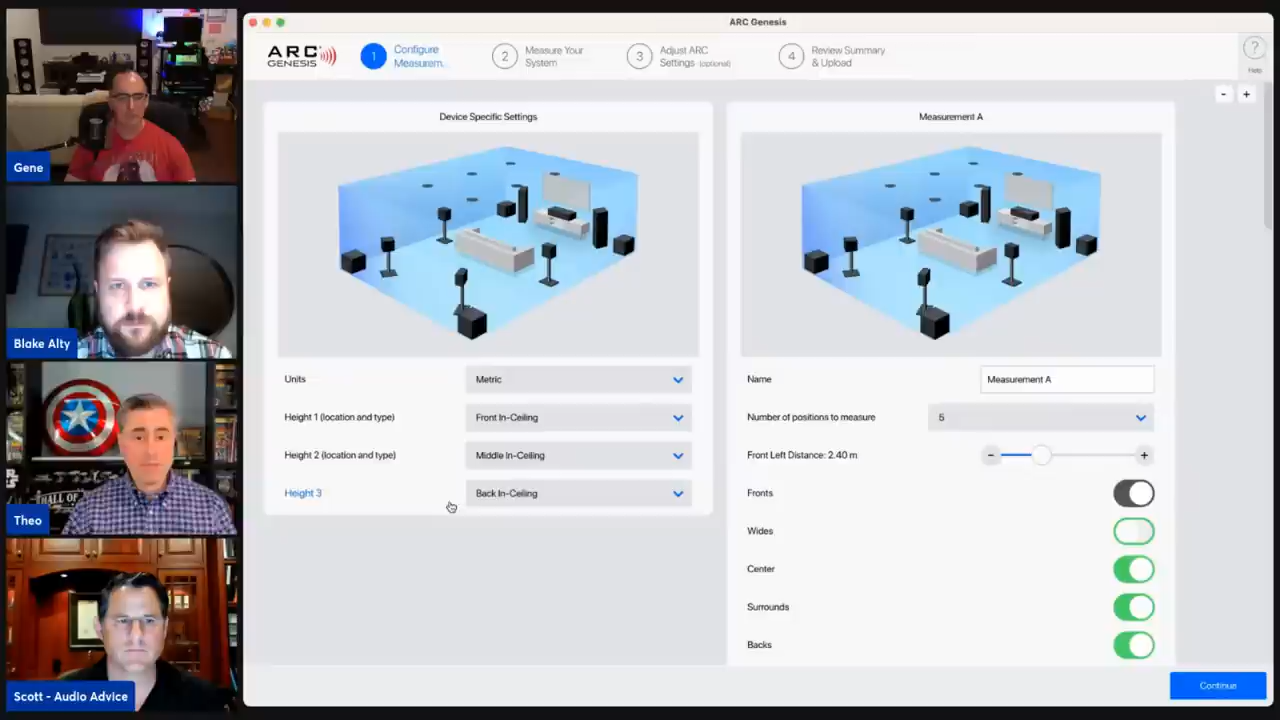 ARC Genesis
ARC
GENESIS
1
Configure
Measurem...
2
Measure Your
System
3
Adjust ARC
Settings (optional)
4
Review Summary
& Upload
?
Help
- +
Device Specific Settings
Units
Metric
Height 1 (location and type)
Front In-Ceiling
Height 2 (location and type)
Middle In-Ceiling
Height 3
Back In-Ceiling
Measurement A
Name
Measurement A
Number of positions to measure
5
Front Left Distance: 2.40 m
- +
Fronts
Wides
Center
Surrounds
Backs
Continue
Gene
Blake Alty
HALL OF
Theo
Scott - Audio Advice